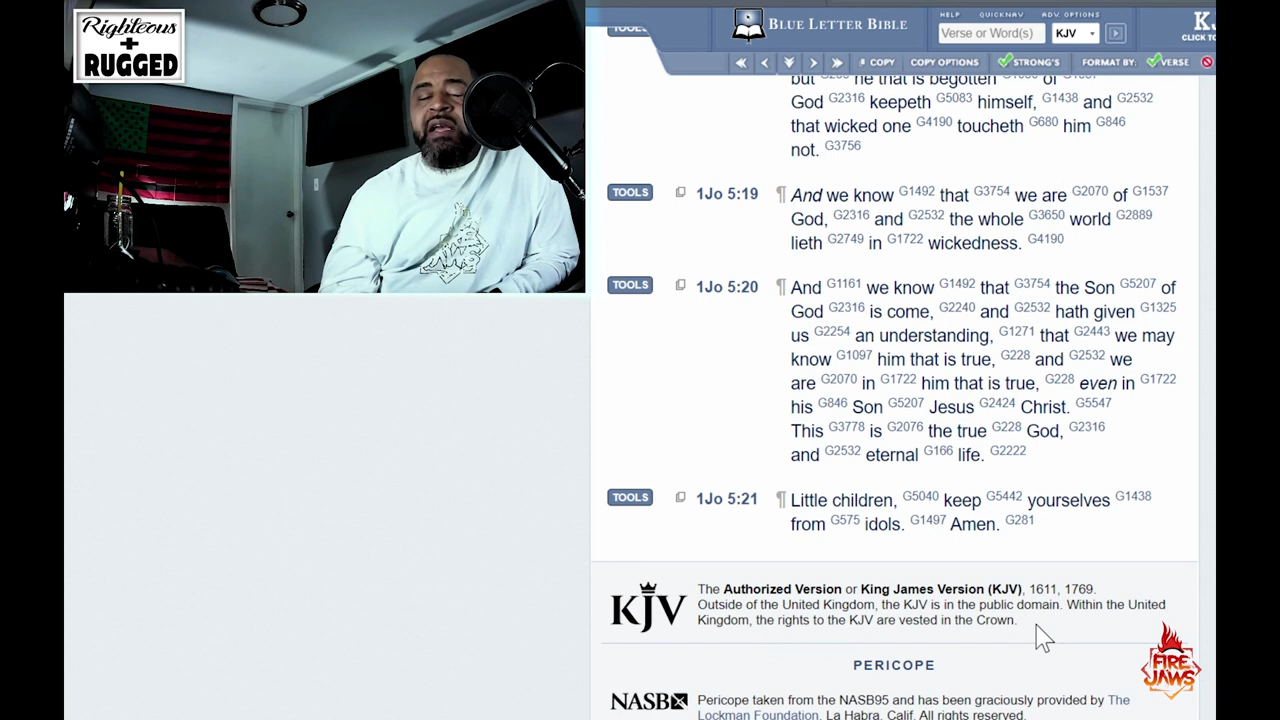 Righteous
+
RUGGED
TOOLS
BLUE LETTER BIBLE
HELP QUICKNAV ADV. OPTIONS
Verse or Word(s) KJV
CLICK TO
COPY COPY OPTIONS STRONG'S FORMAT BY: VERSE
but he that is begotten of
God G2316 keepeth G5083 himself, G1438 and G2532
that wicked one G4190 toucheth G680 him G846
not. G3756
TOOLS 1Jo 5:19 ¶ And we know G1492 that G3754 we are G2070 of G1537
God, G2316 and G2532 the whole G3650 world G2889
lieth G2749 in G1722 wickedness. G4190
TOOLS 1Jo 5:20 ¶ And G1161 we know G1492 that G3754 the Son G5207 of
God G2316 is come, G2240 and G2532 hath given G1325
us G2254 an understanding, G1271 that G2443 we may
know G1097 him that is true, G228 and G2532 we
are G2070 in G1722 him that is true, G228 even in G1722
his G846 Son G5207 Jesus G2424 Christ. G5547
This G3778 is G2076 the true G228 God, G2316
and G2532 eternal G166 life. G2222
TOOLS 1Jo 5:21 ¶ Little children, G5040 keep G5442 yourselves G1438
from G575 idols. G1497 Amen. G281
KJV
The Authorized Version or King James Version (KJV), 1611, 1769.
Outside of the United Kingdom, the KJV is in the public domain. Within the United
Kingdom, the rights to the KJV are vested in the Crown.
FIRE
JAWS
PERICOPE
NASB
Pericope taken from the NASB95 and has been graciously provided by The
Lockman Foundation. La Habra, Calif. All rights reserved.